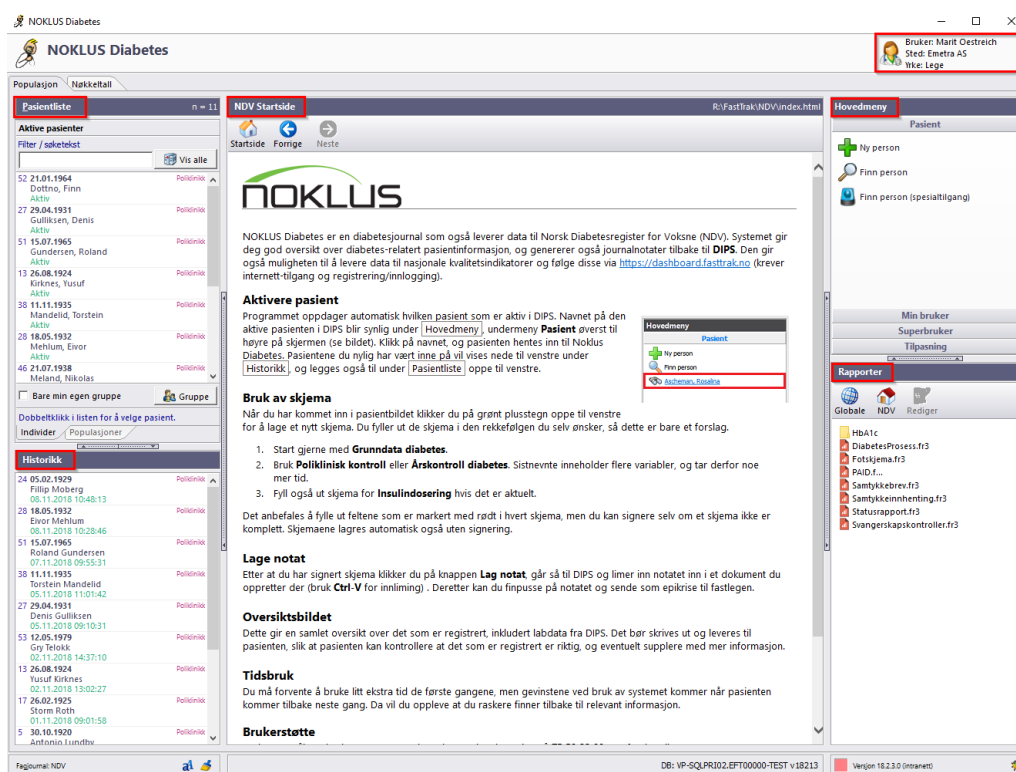 NOKLUS Diabetes
NOKLUS Diabetes
Bruker: Marit Oestreich
Sted: Emetra AS
Yrke: Lege
Populasjon Nøkkeltall
Pasientliste n = 11
Aktive pasienter
Filter / søketekst
Vis alle
52 21.01.1964 Poliklinikk
Dottno, Finn
Aktiv
27 29.04.1931 Poliklinikk
Gulliksen, Denis
Aktiv
51 15.07.1965 Poliklinikk
Gundersen, Roland
Aktiv
13 26.08.1924 Poliklinikk
Kirknes, Yusuf
Aktiv
38 11.11.1935 Poliklinikk
Mandelid, Torstein
Aktiv
28 18.05.1932 Poliklinikk
Mehlum, Eivor
Aktiv
46 21.07.1938 Poliklinikk
Meland, Nikolas
Bare min egen gruppe Gruppe
Dobbeltklikk i listen for å velge pasient.
Individer Populasjoner
Historikk
24 05.02.1929 Poliklinikk
Fillip Moberg
08.11.2018 10:48:13
28 18.05.1932 Poliklinikk
Eivor Mehlum
08.11.2018 10:28:46
51 15.07.1965 Poliklinikk
Roland Gundersen
07.11.2018 09:55:31
38 11.11.1935 Poliklinikk
Torstein Mandelid
05.11.2018 11:01:42
27 29.04.1931 Poliklinikk
Denis Gulliksen
05.11.2018 09:10:31
53 12.05.1979 Poliklinikk
Gry Telokk
02.11.2018 14:37:10
13 26.08.1924 Poliklinikk
Yusuf Kirknes
02.11.2018 13:02:27
17 26.02.1925 Poliklinikk
Storm Roth
01.11.2018 09:01:58
5 30.10.1920 Poliklinikk
Antonio Lundby
NDV Startside R:\FastTrak\NDV\index.html
Startside Forrige Neste
NOKLUS
NOKLUS Diabetes er en diabetesjournal som også leverer data til Norsk Diabetesregister for Voksne (NDV). Systemet gir
deg god oversikt over diabetes-relatert pasientinformasjon, og genererer også journalnotater tilbake til DIPS. Den gir
også muligheten til å levere data til nasjonale kvalitetsindikatorer og følge disse via https://dashboard.fasttrak.no (krever
internett-tilgang og registrering/innlogging).
Aktivere pasient
Programmet oppdager automatisk hvilken pasient som er aktiv i DIPS. Navnet på den
aktive pasienten i DIPS blir synlig under Hovedmeny, undermeny Pasient øverst til
høyre på skjermen (se bildet). Klikk på navnet, og pasienten hentes inn til Noklus
Diabetes. Pasientene du nylig har vært inne på vil vises nede til venstre under
Historikk, og legges også til under Pasientliste oppe til venstre.
Hovedmeny
Pasient
Ny person
Finn person
Ascheman, Rosalina
Bruk av skjema
Når du har kommet inn i pasientbildet klikker du på grønt plusstegn oppe til venstre
for å lage et nytt skjema. Du fyller ut de skjema i den rekkefølgen du selv ønsker, så dette er bare et forslag.
1. Start gjerne med Grunndata diabetes.
2. Bruk Poliklinisk kontroll eller Årskontroll diabetes. Sistnevnte inneholder flere variabler, og tar derfor noe
mer tid.
3. Fyll også ut skjema for Insulindosering hvis det er aktuelt.
Det anbefales å fylle ut feltene som er markert med rødt i hvert skjema, men du kan signere selv om et skjema ikke er
komplett. Skjemaene lagres automatisk også uten signering.
Lage notat
Etter at du har signert skjema klikker du på knappen Lag notat, går så til DIPS og limer inn notatet inn i et dokument du
oppretter der (bruk Ctrl-V for innliming) . Deretter kan du finpusse på notatet og sende som epikrise til fastlegen.
Oversiktsbildet
Dette gir en samlet oversikt over det som er registrert, inkludert labdata fra DIPS. Det bør skrives ut og leveres til
pasienten, slik at pasienten kan kontrollere at det som er registrert er riktig, og eventuelt supplere med mer informasjon.
Tidsbruk
Du må forvente å bruke litt ekstra tid de første gangene, men gevinstene ved bruk av systemet kommer når pasienten
kommer tilbake neste gang. Da vil du oppleve at du raskere finner tilbake til relevant informasjon.
Brukerstøtte
Hovedmeny
Pasient
Ny person
Finn person
Finn person (spesialtilgang)
Min bruker
Superbruker
Tilpasning
Rapporter
Globale NDV Rediger
HbA1c
DiabetesProsess.fr3
Fotskjema.fr3
PAID.f...
Samtykkebrev.fr3
Samtykkeinnhenting.fr3
Statusrapport.fr3
Svangerskapskontroller.fr3
Fagjournal: NDV
DB: VP-SQLPRI02.EFT00000-TEST v18213
Versjon 18.2.3.0 (intranett)